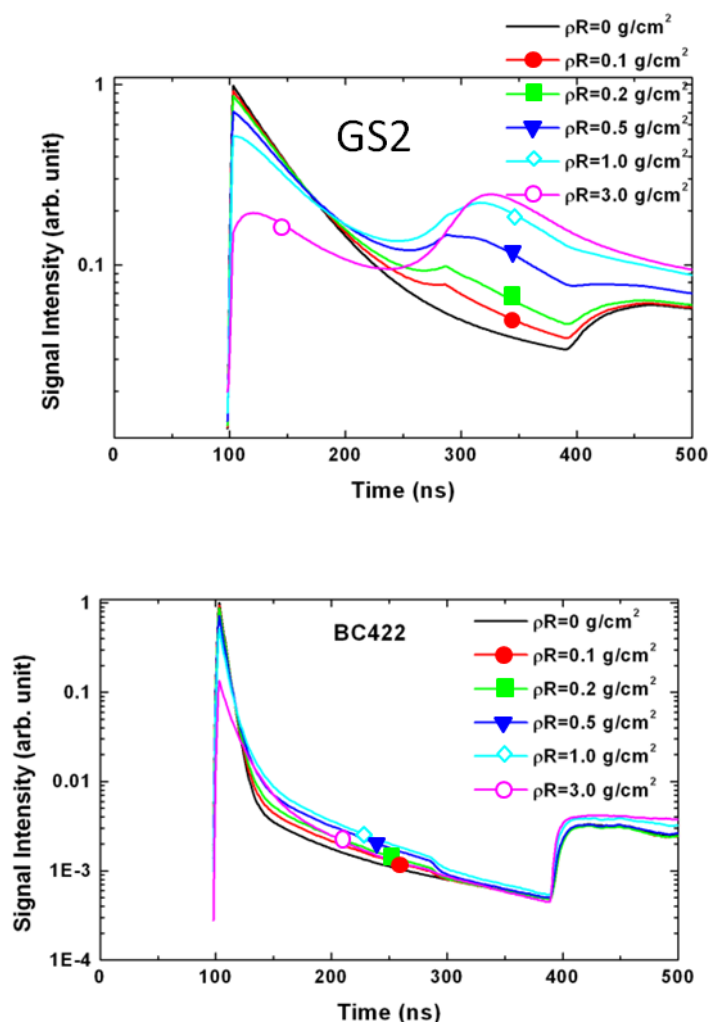 ρR=0 g/cm²
ρR=0.1 g/cm²
ρR=0.2 g/cm²
ρR=0.5 g/cm²
ρR=1.0 g/cm²
ρR=3.0 g/cm²
GS2
1
0.1
Signal Intensity (arb. unit)
0 100 200 300 400 500
Time (ns)
BC422
ρR=0 g/cm²
ρR=0.1 g/cm²
ρR=0.2 g/cm²
ρR=0.5 g/cm²
ρR=1.0 g/cm²
ρR=3.0 g/cm²
1
0.1
0.01
1E-3
1E-4
Signal Intensity (arb. unit)
0 100 200 300 400 500
Time (ns)